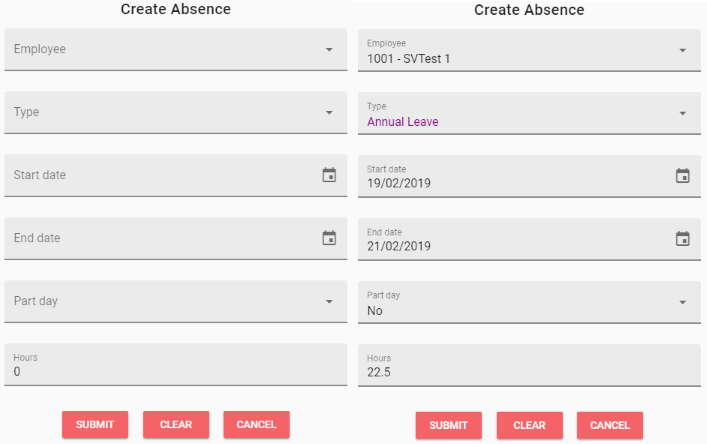 Create Absence
Employee
Type
Start date
End date
Part day
Hours
0
SUBMIT CLEAR CANCEL
Create Absence
Employee
1001 - SVTest 1
Type
Annual Leave
Start date
19/02/2019
End date
21/02/2019
Part day
No
Hours
22.5
SUBMIT CLEAR CANCEL